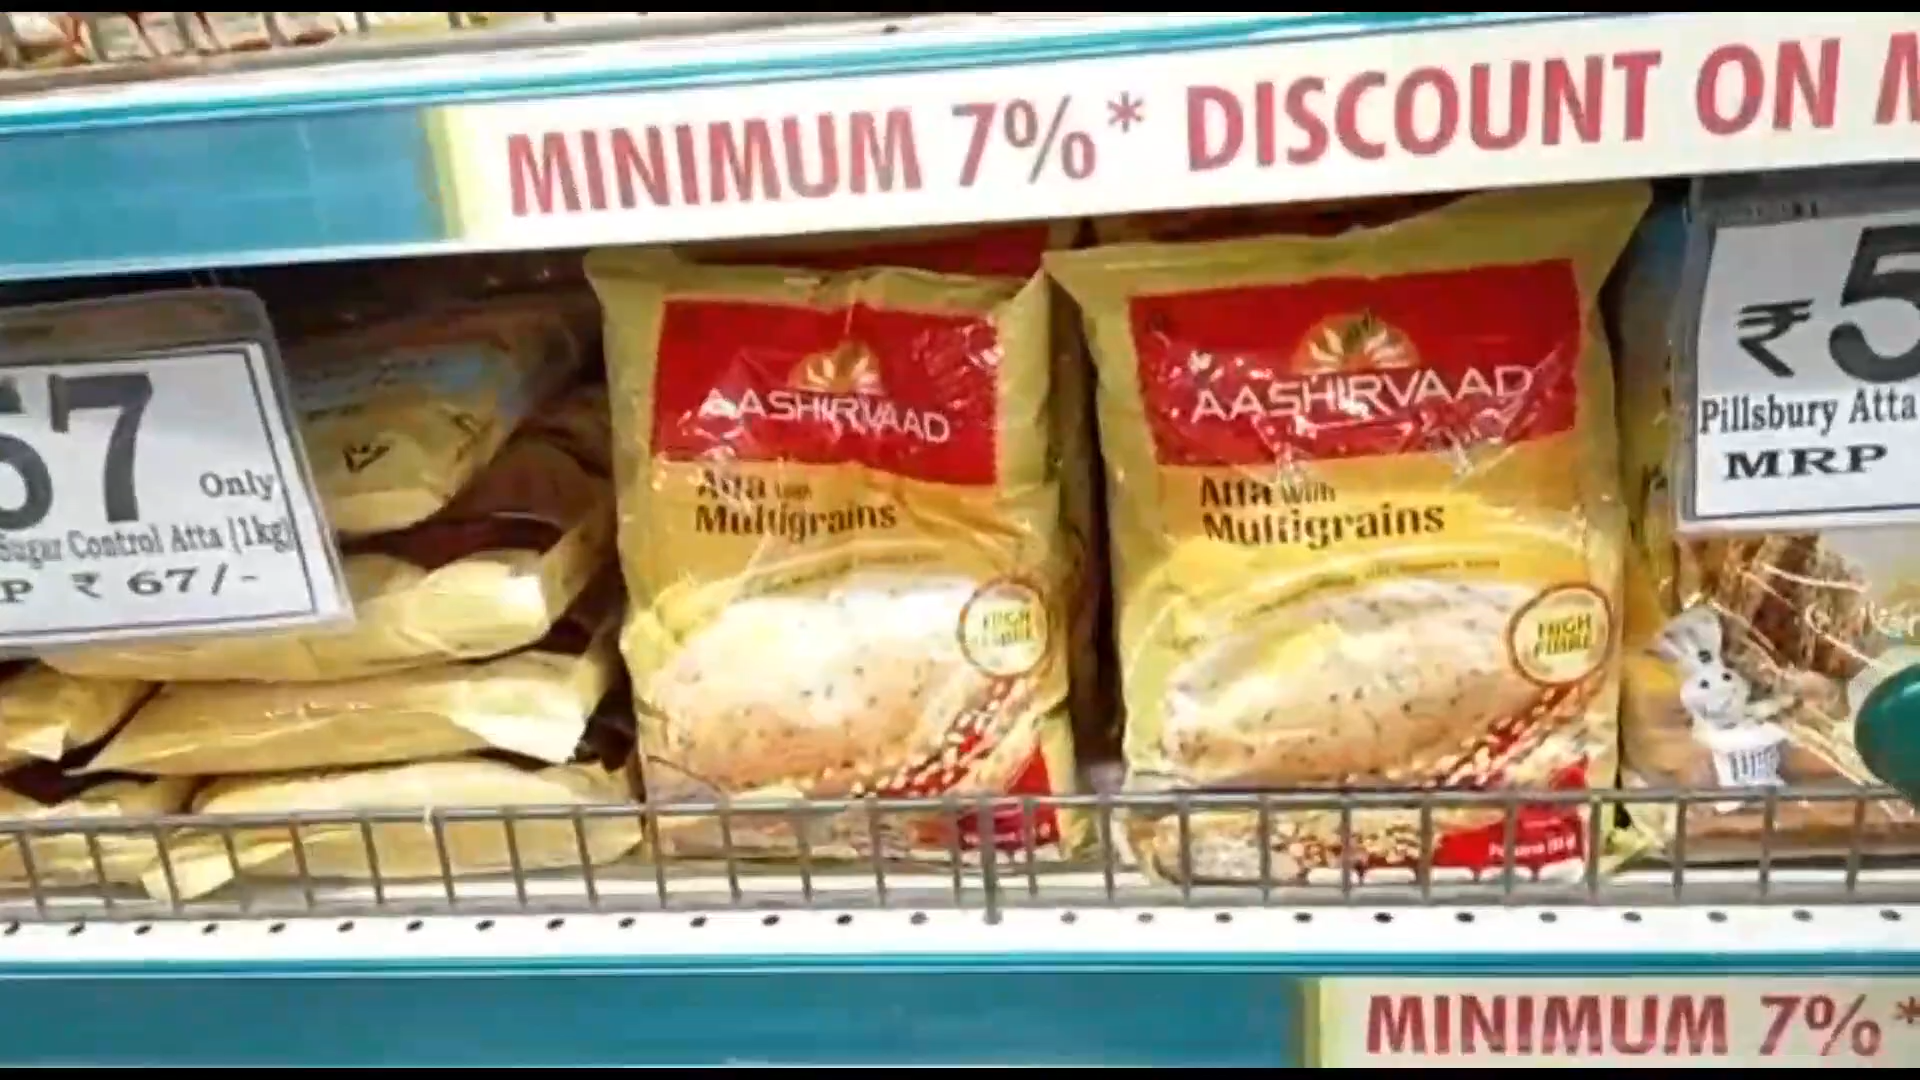 MINIMUM 7%* DISCOUNT ON
67
Only
Sugar Control Atta (1kg)
₹ 67/-
AASHIRVAAD
Atta with
Multigrains
HIGH
FIBRE
AASHIRVAAD
Atta with
Multigrains
HIGH
FIBRE
₹5
Pillsbury Atta
MRP
MINIMUM 7%*